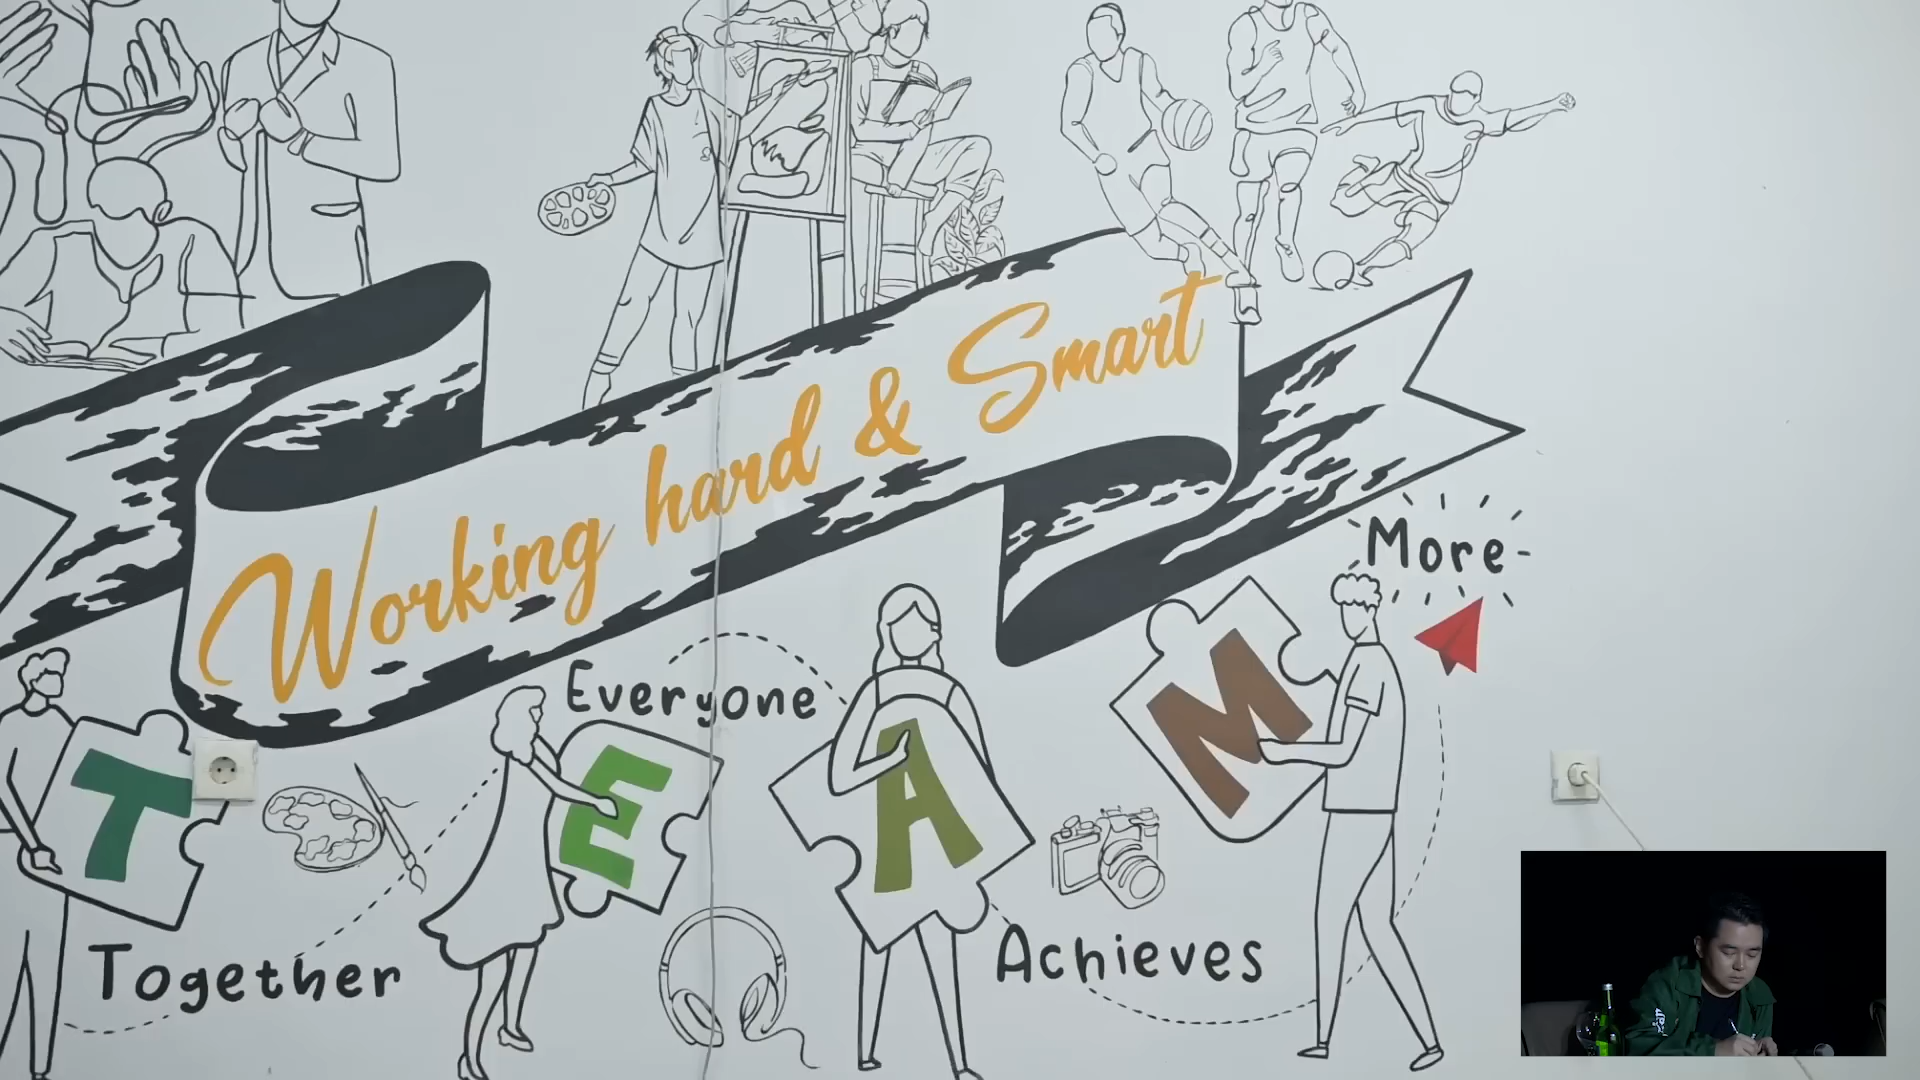 Working hard & Smart
More
Everyone
T E A M
Together
Achieves